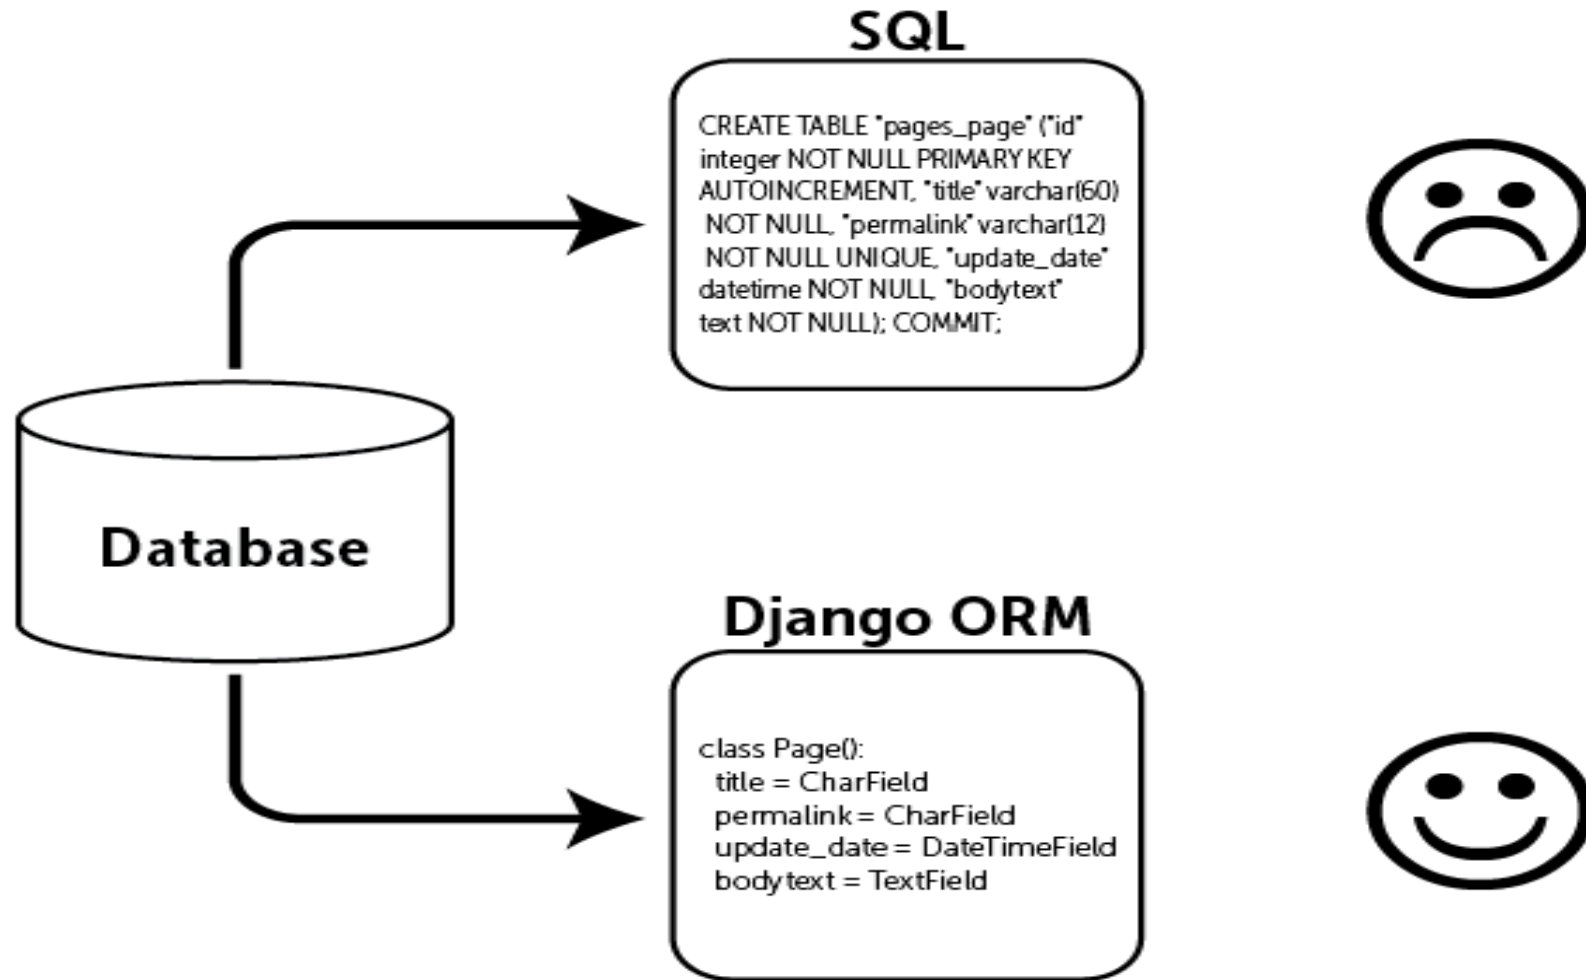 SQL
CREATE TABLE "pages_page" ("id"
integer NOT NULL PRIMARY KEY
AUTOINCREMENT, "title" varchar(60)
NOT NULL, "permalink" varchar(12)
NOT NULL UNIQUE, "update_date"
datetime NOT NULL, "bodytext"
text NOT NULL); COMMIT;
Database
Django ORM
class Page():
title = CharField
permalink = CharField
update_date = DateTimeField
bodytext = TextField